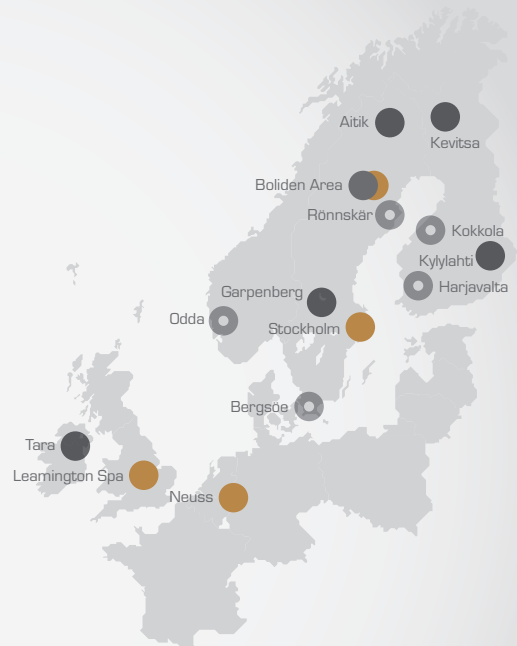 Aitik
Kevitsa
Boliden Area
Rönnskär
Kokkola
Kylylahti
Harjavalta
Garpenberg
Odda
Stockholm
Bergsöe
Tara
Leamington Spa
Neuss